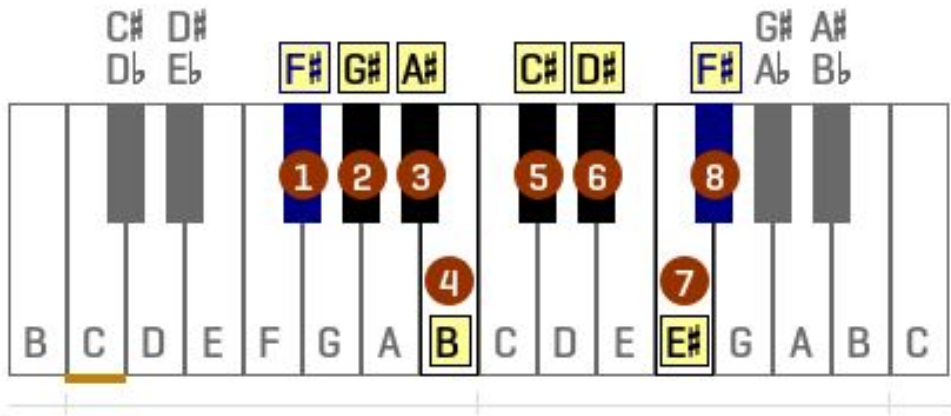 C♯ D♯ G♯ A♯
D♭ E♭ F♯ G♯ A♯ C♯ D♯ F♯ A♭ B♭
1 2 3 5 6 8
4 7
B C D E F G A B C D E E♯ G A B C